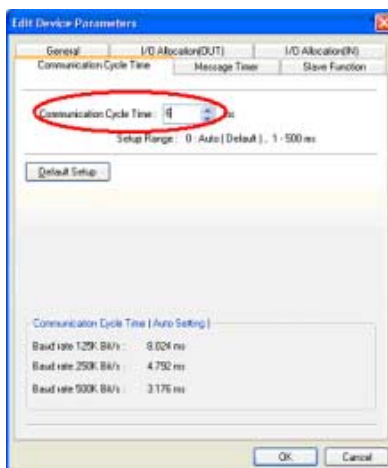 Edit Device Parameters
General I/O Allocation(OUT) I/O Allocation(IN)
Communication Cycle Time Message Timer Slave Function
Communication Cycle Time : 6 ms
Setup Range : 0 : Auto ( Default ) , 1 - 500 ms
Default Setup
Communication Cycle Time ( Auto Setting )
Baud rate 125K Bit/s : 8.024 ms
Baud rate 250K Bit/s : 4.792 ms
Baud rate 500K Bit/s : 3.176 ms
OK Cancel